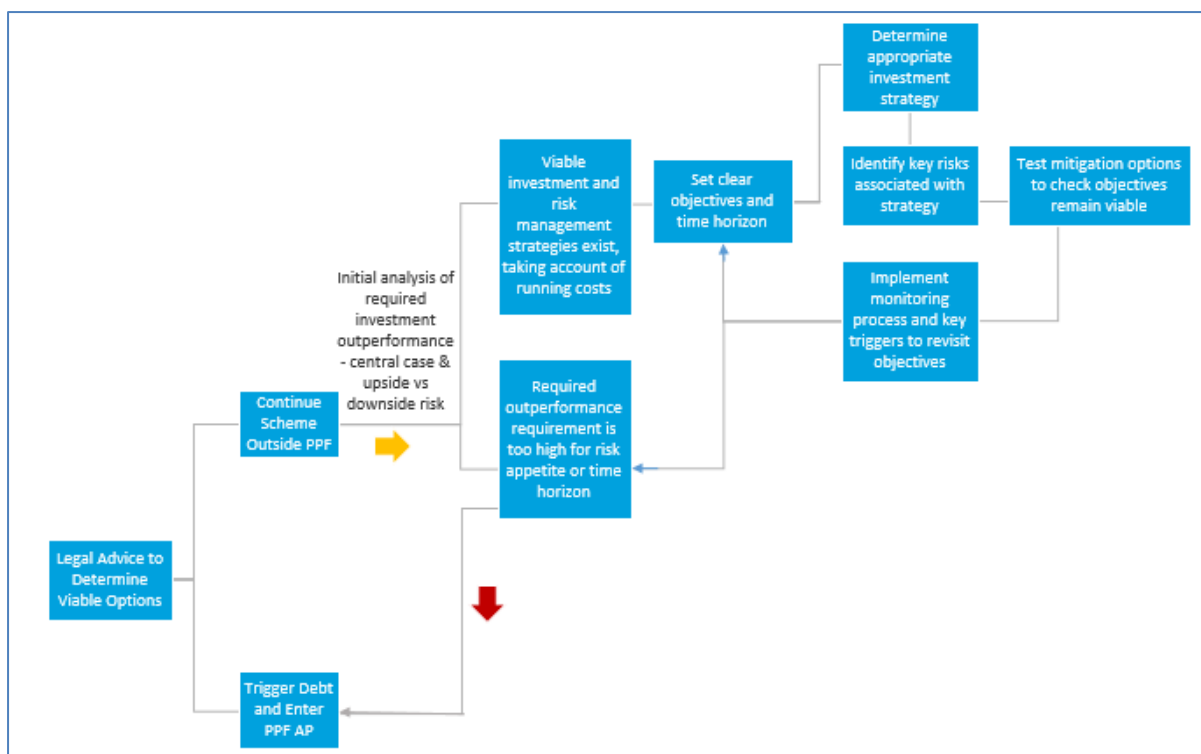 Legal Advice to
Determine
Viable Options
Continue
Scheme
Outside PPF
Trigger Debt
and Enter
PPF AP
Initial analysis of
required
investment
outperformance
- central case &
upside vs
downside risk
Viable
investment and
risk
management
strategies exist,
taking account of
running costs
Required
outperformance
requirement is
too high for risk
appetite or time
horizon
Set clear
objectives and
time horizon
Determine
appropriate
investment
strategy
Identify key risks
associated with
strategy
Test mitigation options
to check objectives
remain viable
Implement
monitoring
process and key
triggers to revisit
objectives